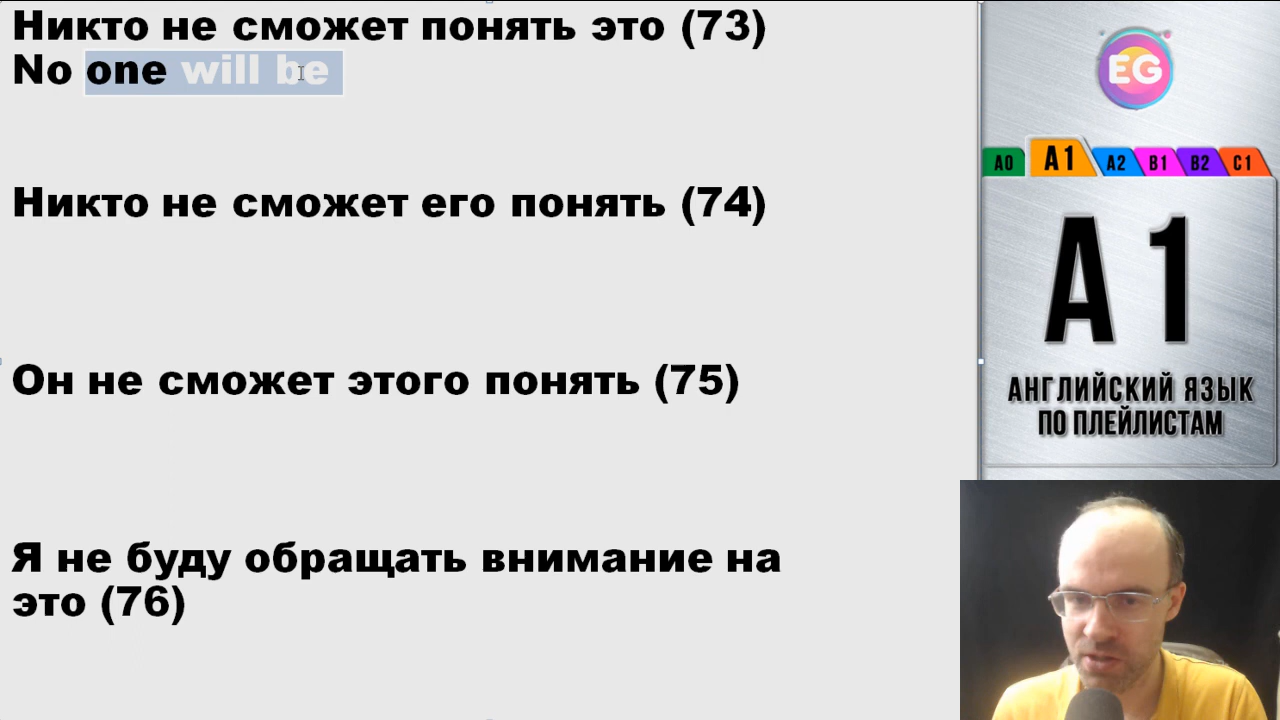 Никто не сможет понять это (73)
No one will be
Никто не сможет его понять (74)
Он не сможет этого понять (75)
Я не буду обращать внимание на
это (76)
EG
A0 A1 A2 B1 B2 C1
A1
АНГЛИЙСКИЙ ЯЗЫК
ПО ПЛЕЙЛИСТАМ